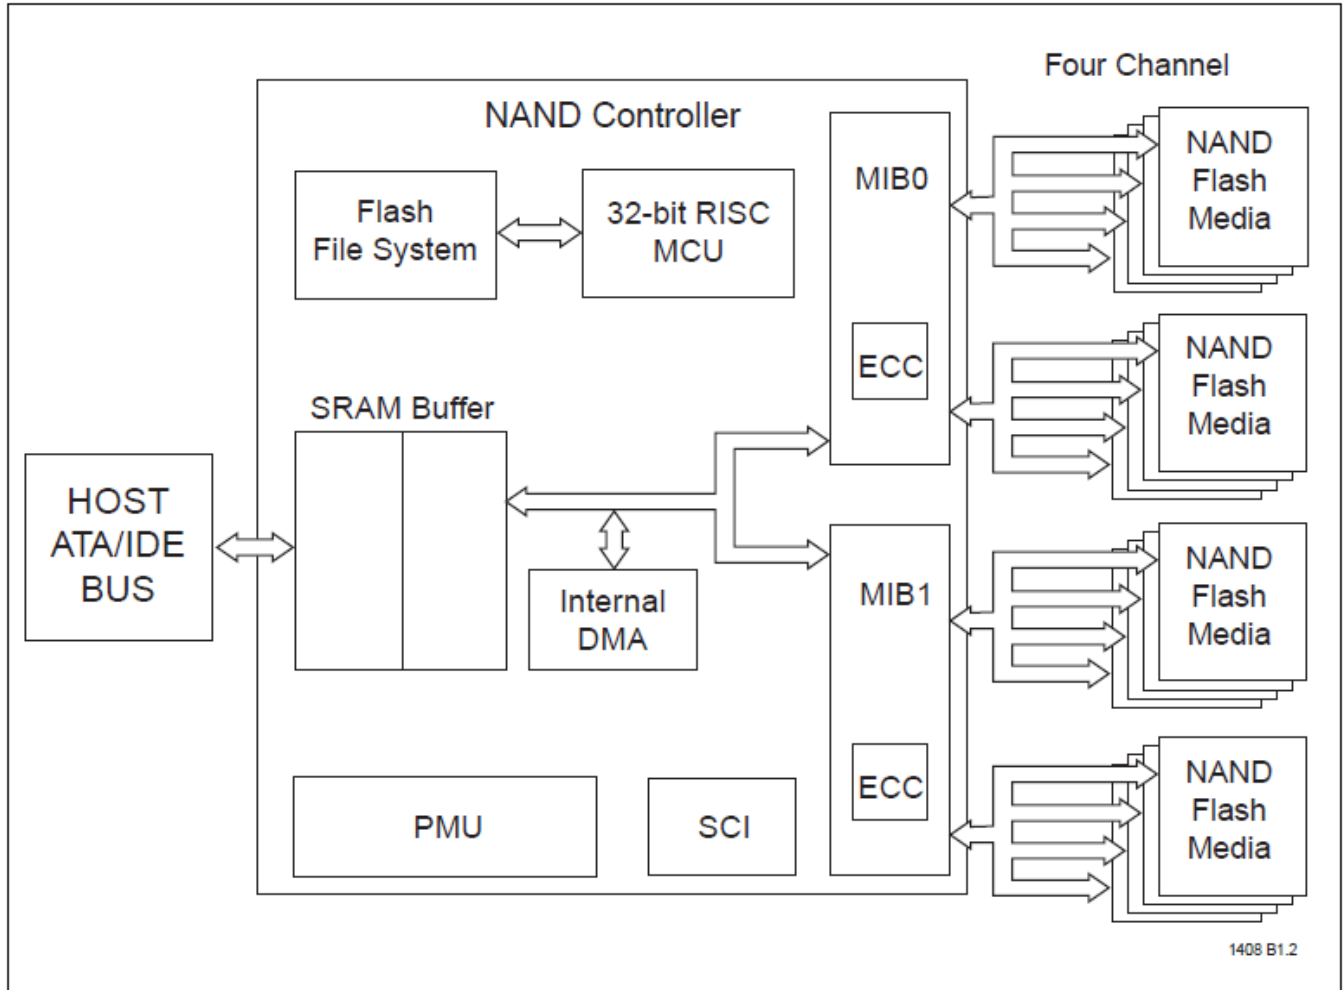 Four Channel
NAND Controller
Flash
File System
32-bit RISC
MCU
MIB0
ECC
NAND
Flash
Media
NAND
Flash
Media
SRAM Buffer
HOST
ATA/IDE
BUS
Internal
DMA
MIB1
ECC
NAND
Flash
Media
PMU
SCI
NAND
Flash
Media
1408 B1.2